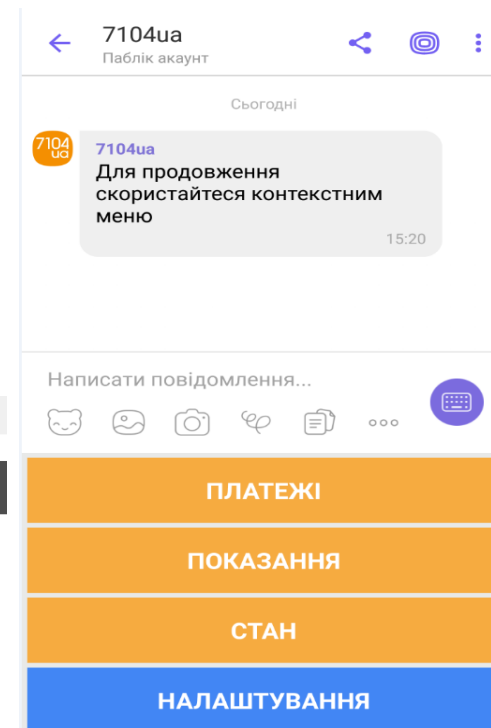 7104ua
Паблік акаунт
Сьогодні
7104
ua
7104ua
Для продовження
скористайтеся контекстним
меню
15:20
Написати повідомлення...
ПЛАТЕЖІ
ПОКАЗАННЯ
СТАН
НАЛАШТУВАННЯ